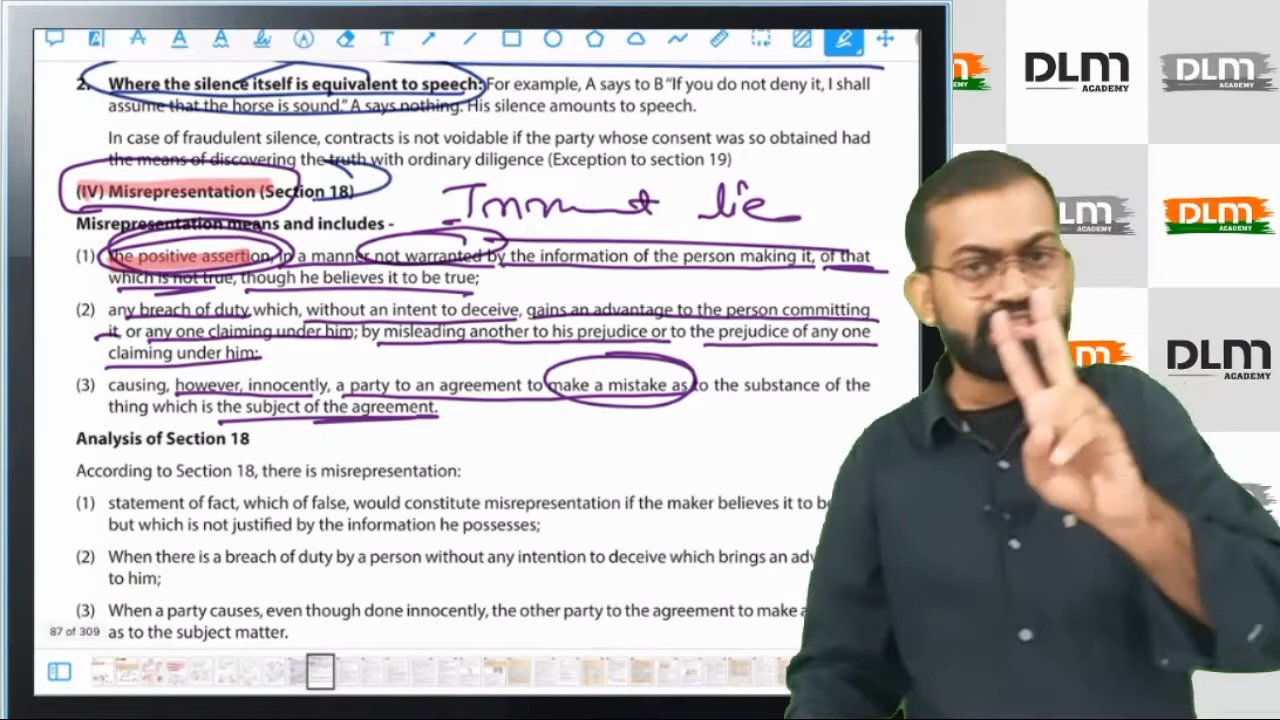 2. Where the silence itself is equivalent to speech: For example, A says to B "If you do not deny it, I shall
assume that the horse is sound." A says nothing. His silence amounts to speech.
In case of fraudulent silence, contracts is not voidable if the party whose consent was so obtained had
the means of discovering the truth with ordinary diligence (Exception to section 19)
(IV) Misrepresentation (Section 18)
lie
Misrepresentation means and includes -
(1) the positive assertion, in a manner not warranted by the information of the person making it, of that
which is not true, though he believes it to be true;
(2) any breach of duty which, without an intent to deceive, gains an advantage to the person committing
it, or any one claiming under him; by misleading another to his prejudice or to the prejudice of any one
claiming under him;
(3) causing, however, innocently, a party to an agreement to make a mistake as to the substance of the
thing which is the subject of the agreement.
Analysis of Section 18
According to Section 18, there is misrepresentation:
(1) statement of fact, which of false, would constitute misrepresentation if the maker believes it to be
but which is not justified by the information he possesses;
(2) When there is a breach of duty by a person without any intention to deceive which brings an
to him;
(3) When a party causes, even though done innocently, the other party to the agreement to make
as to the subject matter.
87 of 309
DLM
ACADEMY
DLM
ACADEMY
DLM
ACADEMY
DLM
ACADEMY